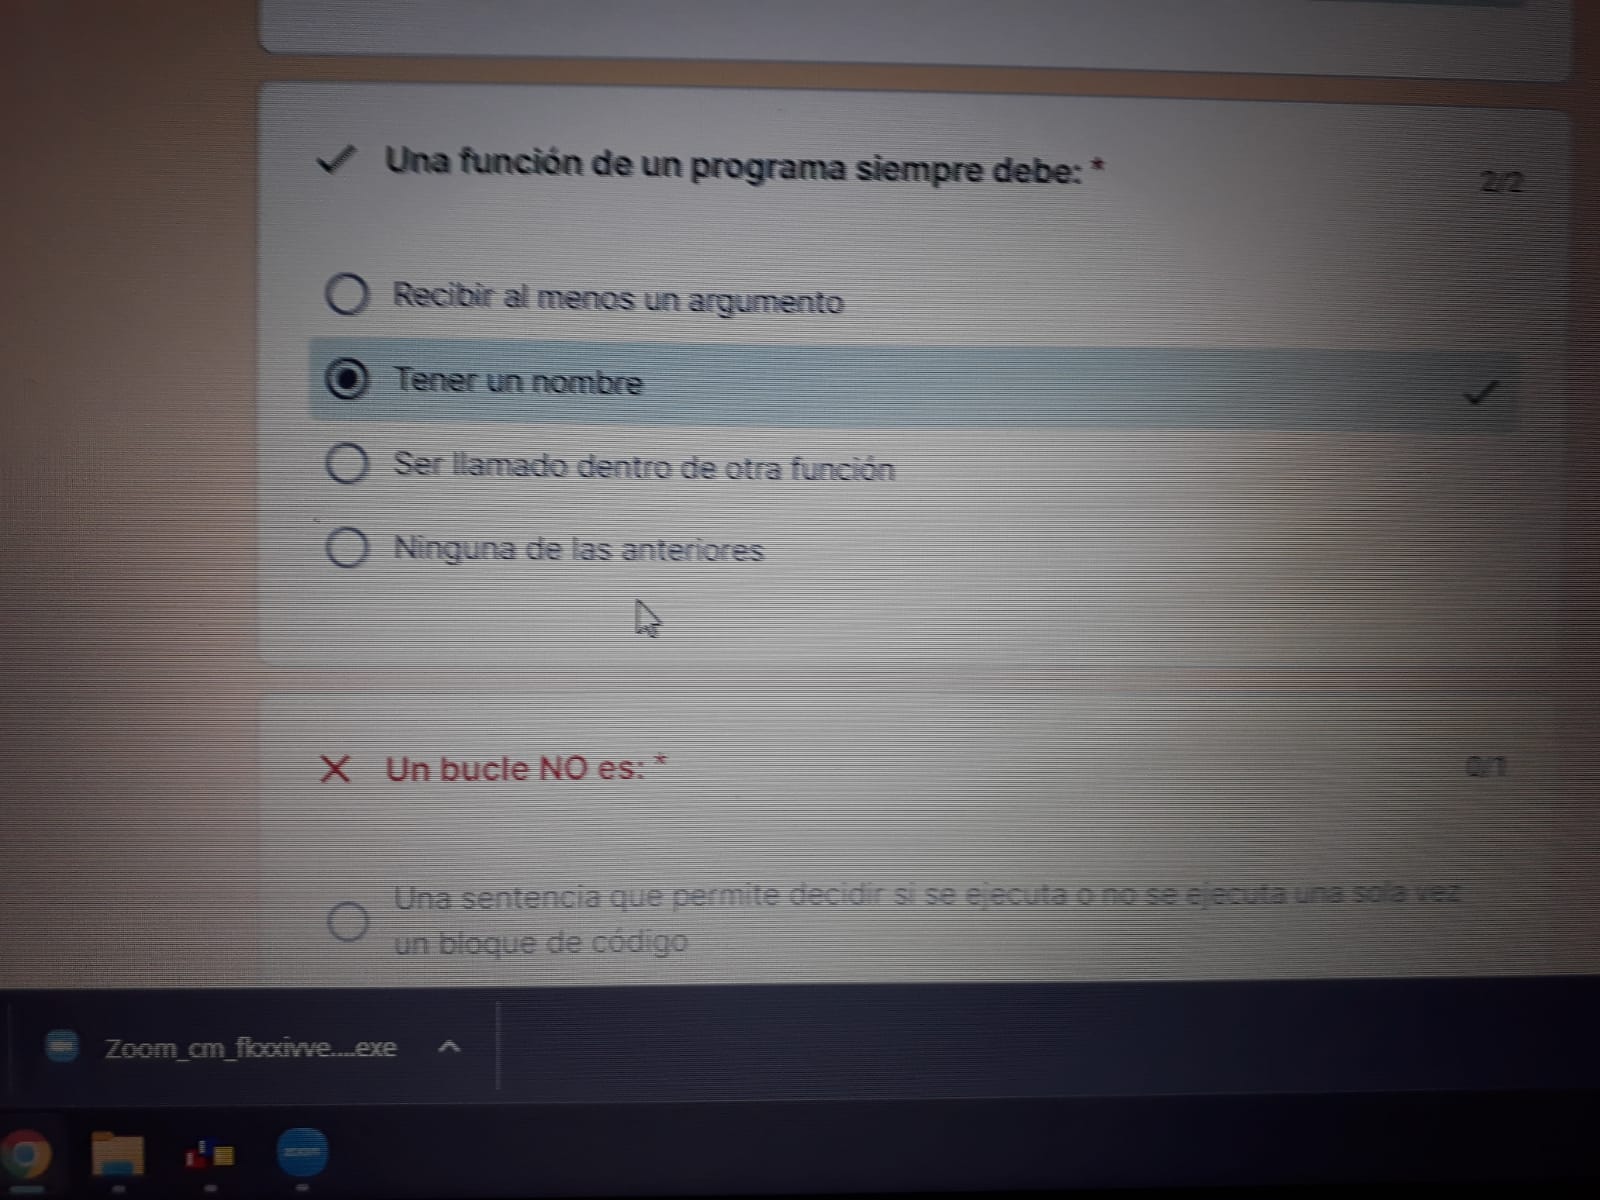 Una función de un programa siempre debe: *
2/2
Recibir al menos un argumento
Tener un nombre
Ser llamado dentro de otra función
Ninguna de las anteriores
Un bucle NO es: *
0/1
Una sentencia que permite decidir si se ejecuta o no se ejecuta una sola vez
un bloque de código
Zoom_cm_fkxxivve....exe
zoom